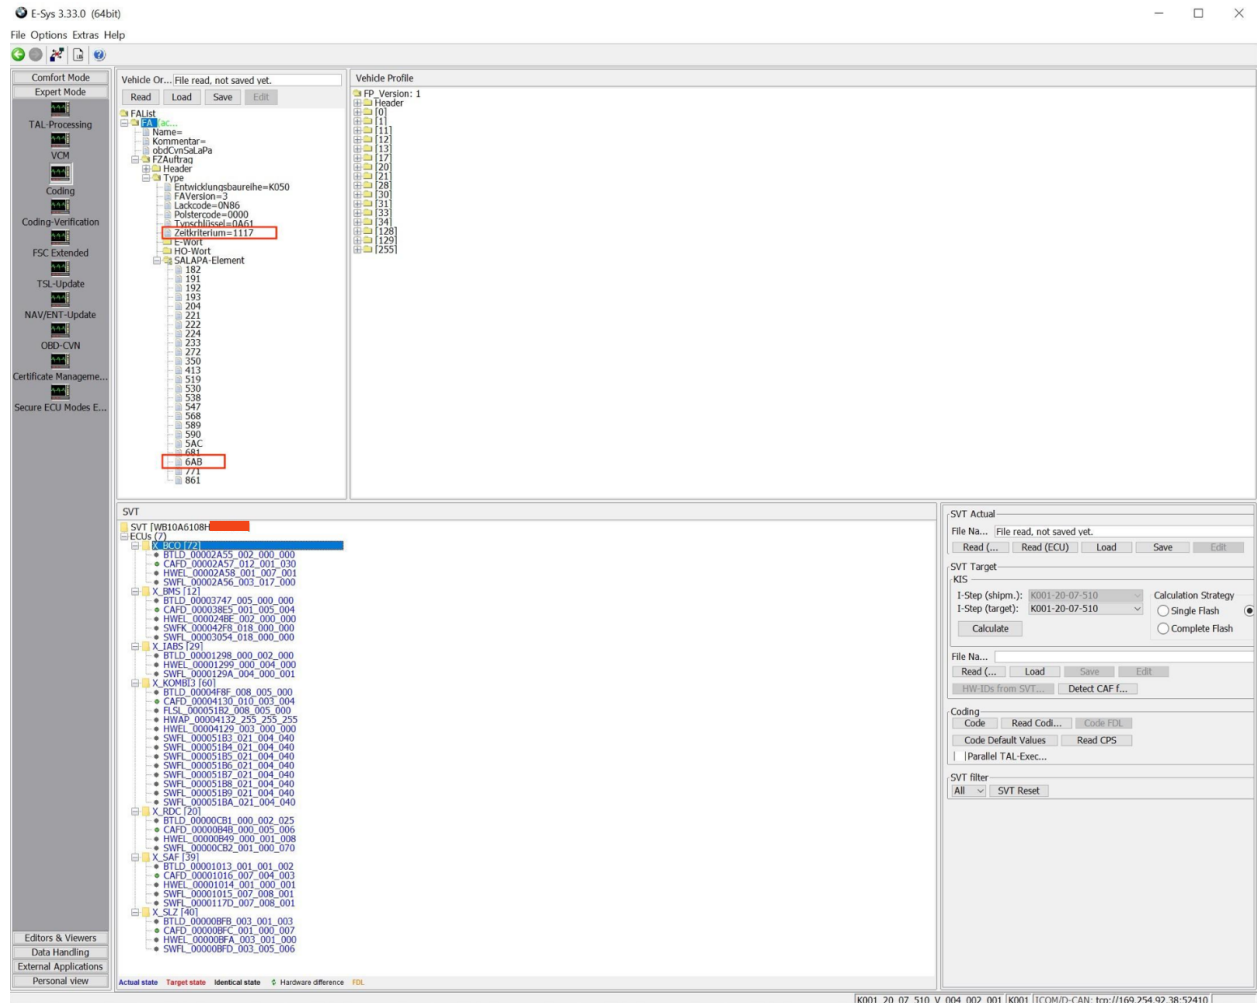 E-Sys 3.33.0 (64bit)
File Options Extras Help
Comfort Mode
Expert Mode
TAL-Processing
VCM
Coding
Coding-Verification
FSC Extended
TSL-Update
NAV/ENT-Update
OBD-CVN
Certificate Manageme...
Secure ECU Modes E...
Editors & Viewers
Data Handling
External Applications
Personal view
Vehicle Or... File read, not saved yet.
Read Load Save Edit
FAList
FA [ac...
Name=
Kommentar=
obdCvnSaLaPa
FZAuftrag
Header
Type
Entwicklungsbaureihe=K050
FAVersion=3
Lackcode=0N86
Polstercode=0000
Typschlüssel=0A61
Zeitkriterium=1117
E-Wort
HO-Wort
SALAPA-Element
182
191
192
193
204
221
222
224
233
272
350
413
519
530
538
547
568
589
590
5AC
681
6AB
771
861
Vehicle Profile
FP_Version: 1
Header
[0]
[1]
[11]
[12]
[13]
[17]
[20]
[21]
[28]
[30]
[31]
[33]
[34]
[128]
[129]
[255]
SVT
SVT [WB10A6108H
ECUs (7)
X_BCO [72]
BTLD_00002A55_002_000_000
CAFD_00002A57_012_001_030
HWEL_00002A58_001_007_001
SWFL_00002A56_003_017_000
X_BMS [12]
BTLD_00003747_005_000_000
CAFD_000038E5_001_005_004
HWEL_000024BE_002_000_000
SWFK_000042F8_018_000_000
SWFL_00003054_018_000_000
X_IABS [29]
BTLD_00001298_000_002_000
HWEL_00001299_000_004_000
SWFL_0000129A_004_000_001
X_KOMBI3 [60]
BTLD_00004F8F_008_005_000
CAFD_00004130_010_003_004
FLSL_000051B2_008_005_000
HWAP_00004132_255_255_255
HWEL_00004129_003_000_000
SWFL_000051B3_021_004_040
SWFL_000051B4_021_004_040
SWFL_000051B5_021_004_040
SWFL_000051B6_021_004_040
SWFL_000051B7_021_004_040
SWFL_000051B8_021_004_040
SWFL_000051B9_021_004_040
SWFL_000051BA_021_004_040
X_RDC [20]
BTLD_00000CB1_000_002_025
CAFD_00000B4B_000_005_006
HWEL_00000B49_000_001_008
SWFL_00000CB2_001_000_070
X_SAF [39]
BTLD_00001013_001_001_002
CAFD_00001016_007_004_003
HWEL_00001014_001_000_001
SWFL_00001015_007_008_001
SWFL_0000117D_007_008_001
X_SLZ [40]
BTLD_00000BFB_003_001_003
CAFD_00000BFC_001_000_007
HWEL_00000BFA_003_001_000
SWFL_00000BFD_003_005_006
Actual state Target state Identical state Hardware difference FDL
SVT Actual
File Na... File read, not saved yet.
Read (... Read (ECU) Load Save Edit
SVT Target
KIS
I-Step (shipm.): K001-20-07-510 Calculation Strategy
I-Step (target): K001-20-07-510 Single Flash
Calculate Complete Flash
File Na...
Read (... Load Save Edit
HW-IDs from SVT... Detect CAF f...
Coding
Code Read Codi... Code FDL
Code Default Values Read CPS
Parallel TAL-Exec...
SVT filter
All SVT Reset
K001_20_07_510_V_004_002_001 K001 ICOM/D-CAN: tcp://169.254.92.38:52410